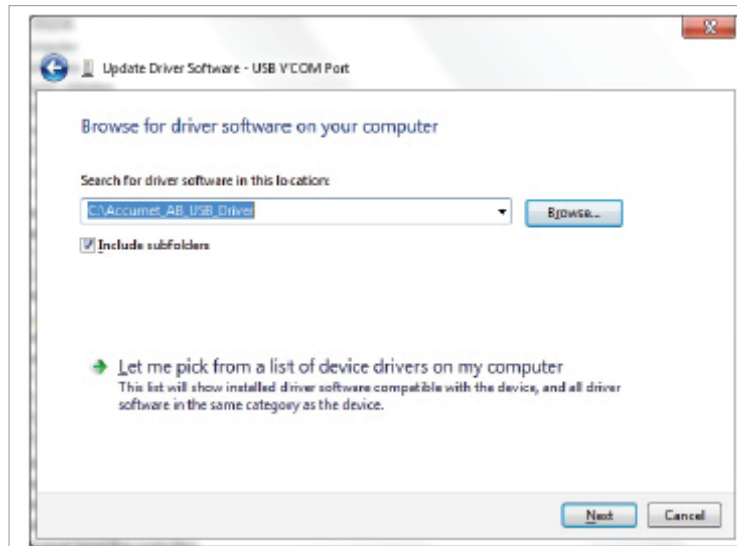 Update Driver Software - USB VCOM Port
Browse for driver software on your computer
Search for driver software in this location:
C:\Accumet_AB_USB_Driver
Browse...
Include subfolders
Let me pick from a list of device drivers on my computer
This list will show installed driver software compatible with the device, and all driver
software in the same category as the device.
Next
Cancel